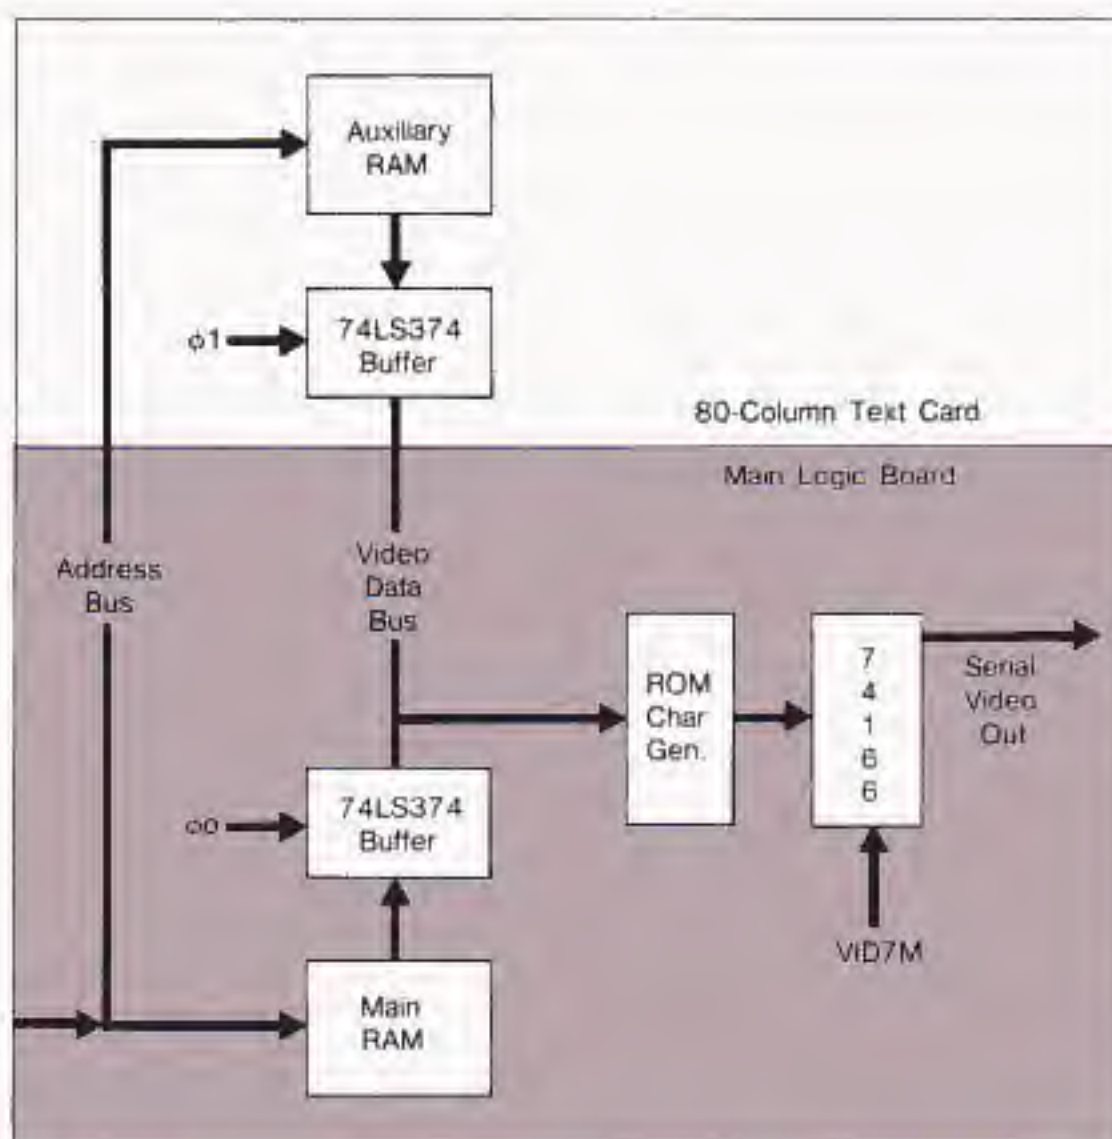 Auxiliary
RAM
ϕ1
74LS374
Buffer
80-Column Text Card
Main Logic Board
Address
Bus
Video
Data
Bus
ROM
Char
Gen.
7
4
1
6
6
Serial
Video
Out
ϕo
74LS374
Buffer
VID7M
Main
RAM